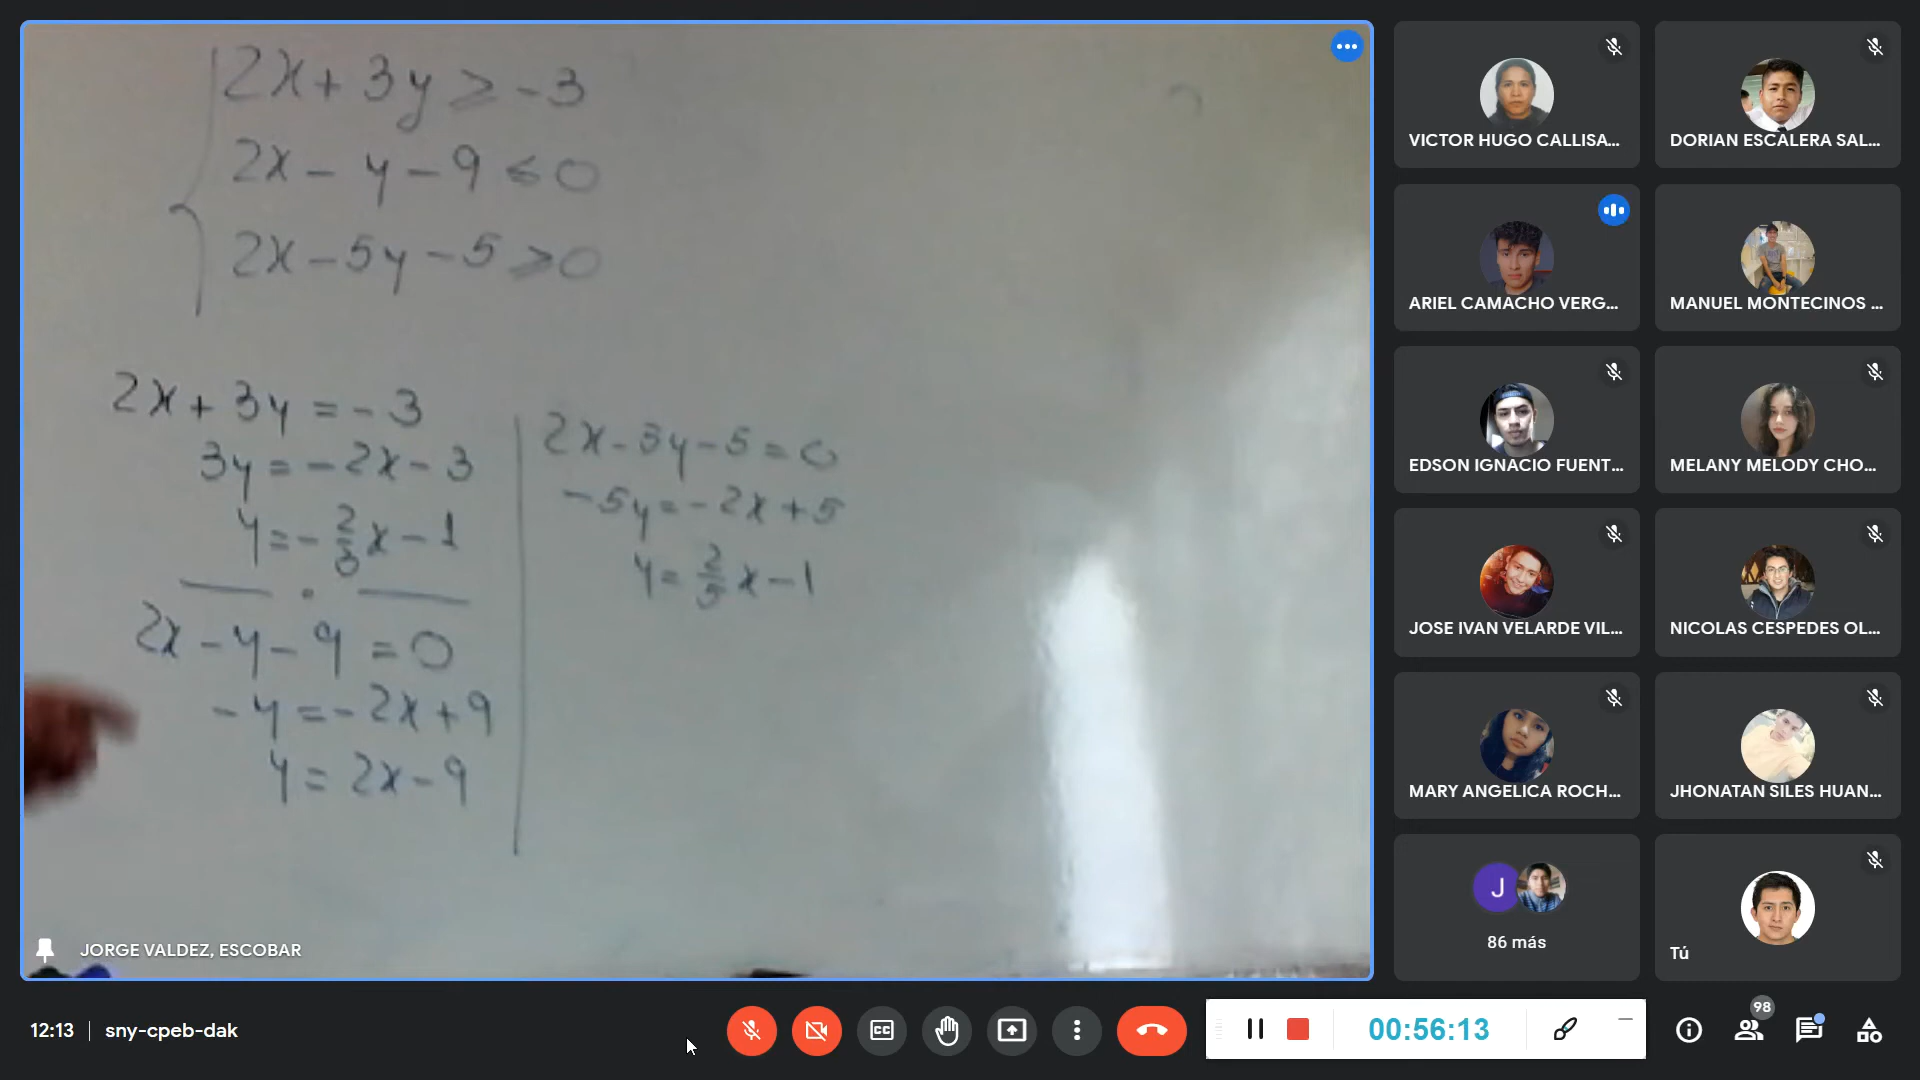 2x + 3y ≥ -3
2x - y - 9 ≤ 0
2x - 5y - 5 ≥ 0
2x + 3y = -3
3y = -2x - 3
y = -2/3 x - 1
2x - y - 9 = 0
-y = -2x + 9
y = 2x - 9
2x - 5y - 5 = 0
-5y = -2x + 5
y = 2/5 x - 1
JORGE VALDEZ, ESCOBAR
VICTOR HUGO CALLISA...
DORIAN ESCALERA SAL...
ARIEL CAMACHO VERG...
MANUEL MONTECINOS ...
EDSON IGNACIO FUENT...
MELANY MELODY CHO...
JOSE IVAN VELARDE VIL...
NICOLAS CESPEDES OL...
MARY ANGELICA ROCH...
JHONATAN SILES HUAN...
J
86 más
Tú
12:13 | sny-cpeb-dak
CC
00:56:13
98